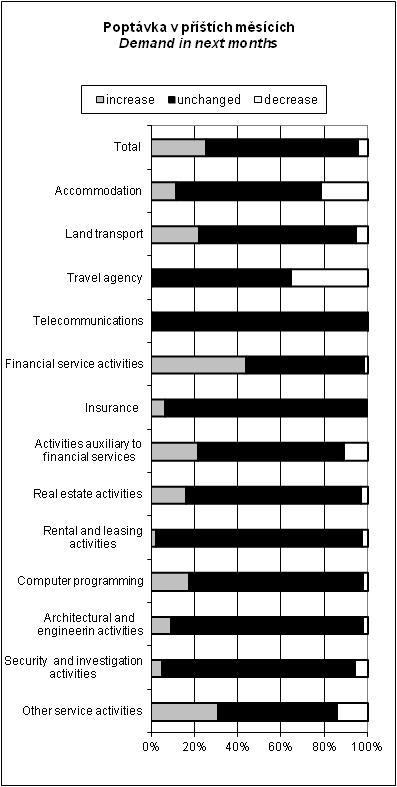 Poptávka v příštích měsících
Demand in next months
increase unchanged decrease
Total
Accommodation
Land transport
Travel agency
Telecommunications
Financial service activities
Insurance
Activities auxiliary to
financial services
Real estate activities
Rental and leasing
activities
Computer programming
Architectural and
engineerin activities
Security and investigation
activities
Other service activities
0% 20% 40% 60% 80% 100%